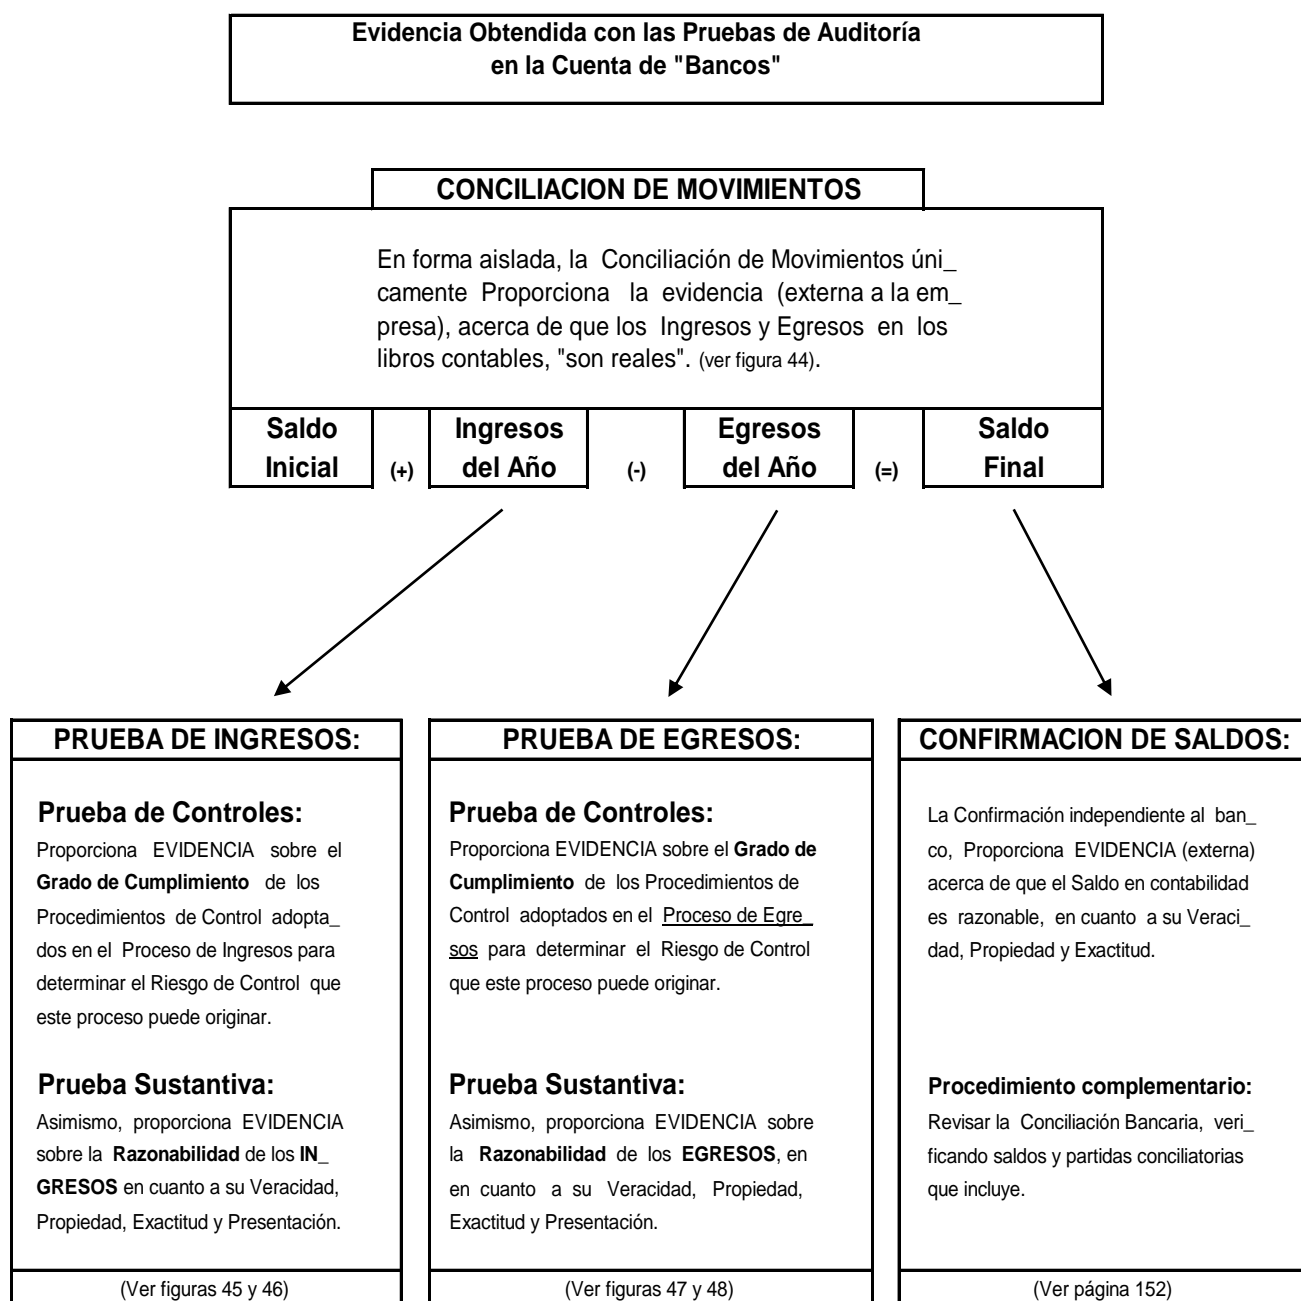 Evidencia Obtendida con las Pruebas de Auditoría
en la Cuenta de "Bancos"
CONCILIACION DE MOVIMIENTOS
En forma aislada, la Conciliación de Movimientos úni_
camente Proporciona la evidencia (externa a la em_
presa), acerca de que los Ingresos y Egresos en los
libros contables, "son reales". (ver figura 44).
Saldo
Inicial
(+)
Ingresos
del Año
(-)
Egresos
del Año
(=)
Saldo
Final
PRUEBA DE INGRESOS:
Prueba de Controles:
Proporciona EVIDENCIA sobre el
Grado de Cumplimiento de los
Procedimientos de Control adopta_
dos en el Proceso de Ingresos para
determinar el Riesgo de Control que
este proceso puede originar.
Prueba Sustantiva:
Asimismo, proporciona EVIDENCIA
sobre la Razonabilidad de los IN_
GRESOS en cuanto a su Veracidad,
Propiedad, Exactitud y Presentación.
(Ver figuras 45 y 46)
PRUEBA DE EGRESOS:
Prueba de Controles:
Proporciona EVIDENCIA sobre el Grado de
Cumplimiento de los Procedimientos de
Control adoptados en el Proceso de Egre_
sos para determinar el Riesgo de Control
que este proceso puede originar.
Prueba Sustantiva:
Asimismo, proporciona EVIDENCIA sobre
la Razonabilidad de los EGRESOS, en
en cuanto a su Veracidad, Propiedad,
Exactitud y Presentación.
(Ver figuras 47 y 48)
CONFIRMACION DE SALDOS:
La Confirmación independiente al ban_
co, Proporciona EVIDENCIA (externa)
acerca de que el Saldo en contabilidad
es razonable, en cuanto a su Veraci_
dad, Propiedad y Exactitud.
Procedimiento complementario:
Revisar la Conciliación Bancaria, veri_
ficando saldos y partidas conciliatorias
que incluye.
(Ver página 152)